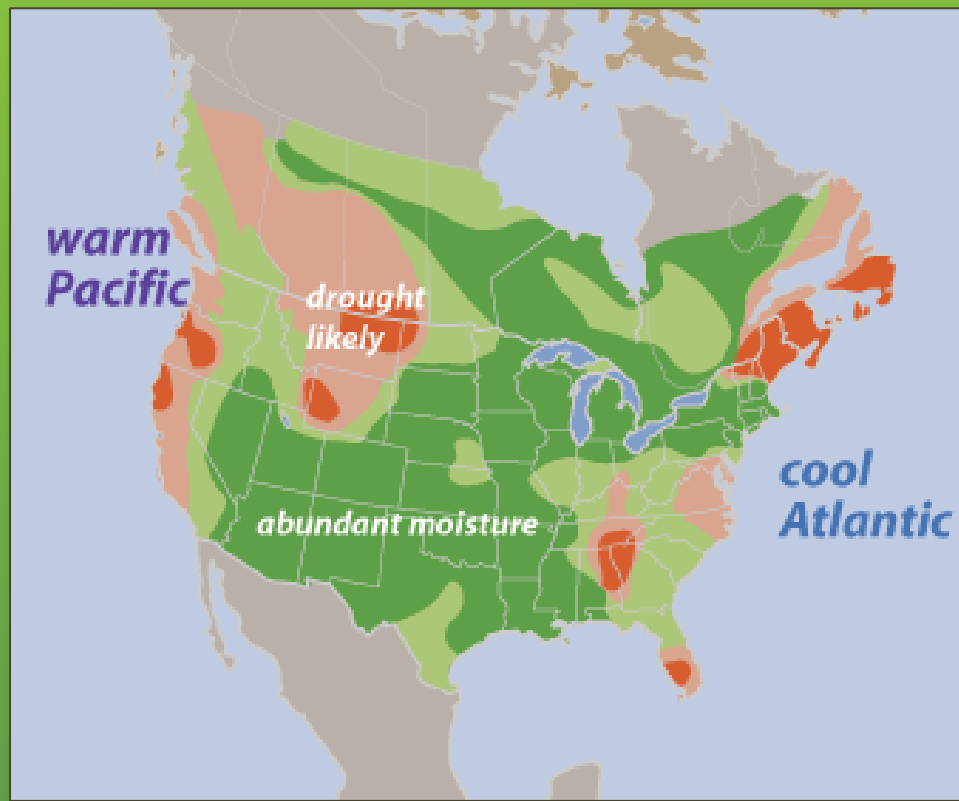 warm
Pacific
drought
likely
cool
Atlantic
abundant moisture